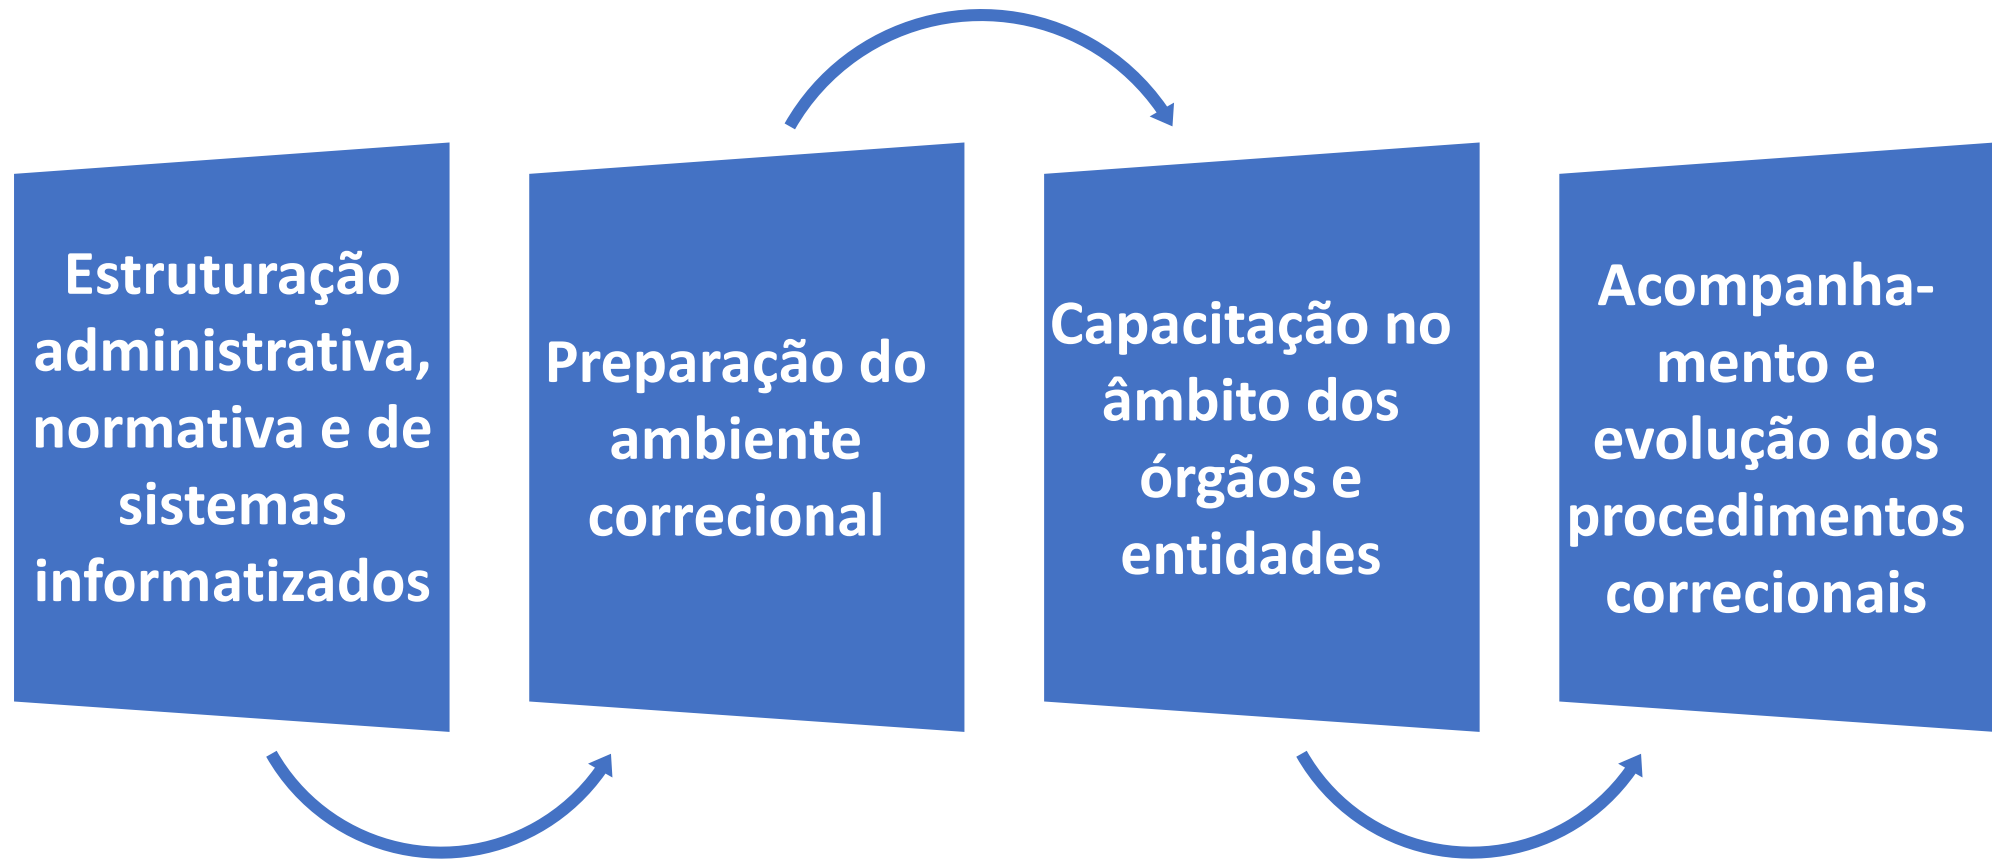 Estruturação
administrativa,
normativa e de
sistemas
informatizados
Preparação do
ambiente
correcional
Capacitação no
âmbito dos
órgãos e
entidades
Acompanha-
mento e
evolução dos
procedimentos
correcionais